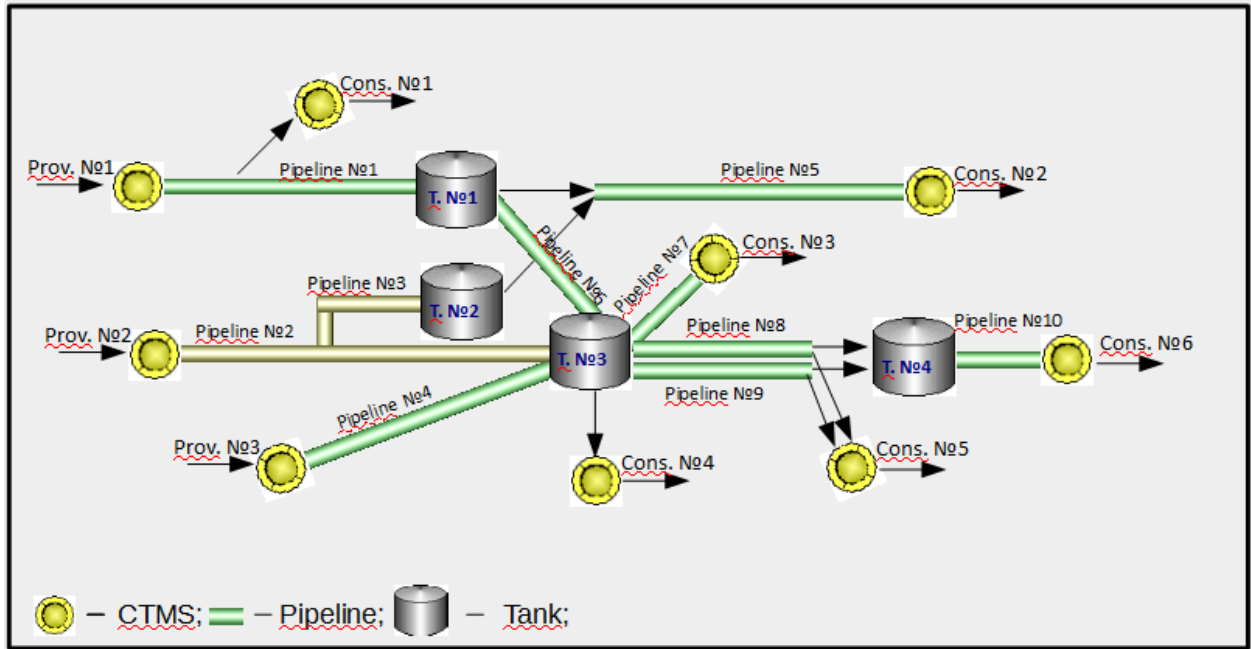 Cons. №1
Prov. №1
Pipeline №1
T. №1
Pipeline №5
Cons. №2
Pipeline №6
Pipeline №7
Cons. №3
Pipeline №3
T. №2
Prov. №2
Pipeline №2
T. №3
Pipeline №8
Pipeline №10
T. №4
Cons. №6
Pipeline №9
Pipeline №4
Prov. №3
Cons. №4
Cons. №5
– CTMS; – Pipeline; – Tank;